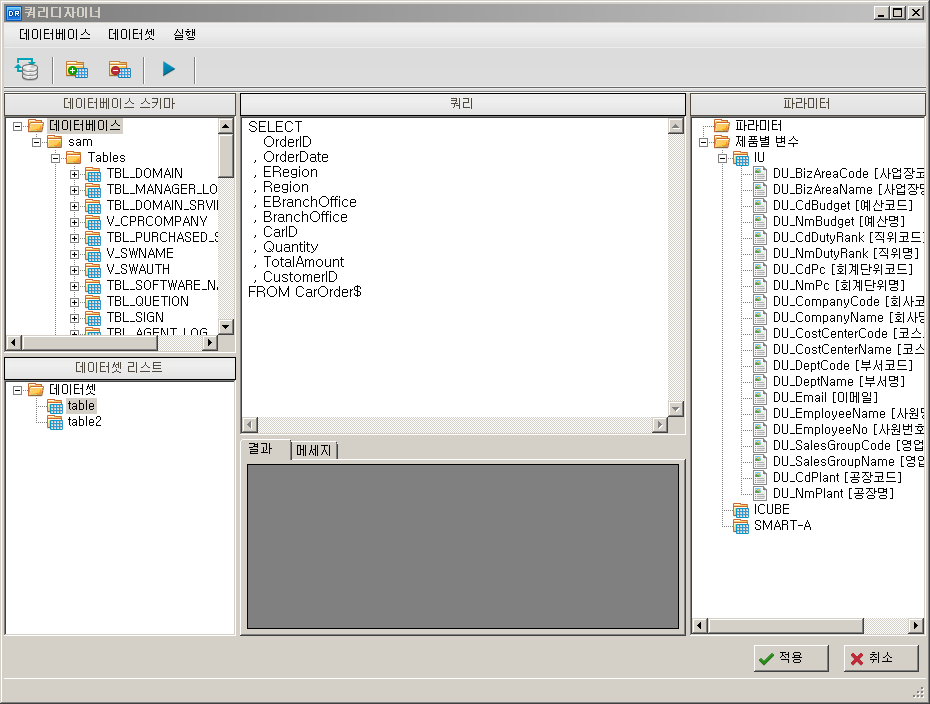 DR 쿼리디자이너
데이터베이스 데이터셋 실행
데이터베이스 스키마
데이터베이스
sam
Tables
TBL_DOMAIN
TBL_MANAGER_LO
TBL_DOMAIN_SRVI
V_CPRCOMPANY
TBL_PURCHASED_S
V_SWNAME
V_SWAUTH
TBL_SOFTWARE_NA
TBL_QUETION
TBL_SIGN
TBL_AGENT_LOG
데이터셋 리스트
데이터셋
table
table2
쿼리
SELECT
OrderID
, OrderDate
, ERegion
, Region
, EBranchOffice
, BranchOffice
, CarID
, Quantity
, TotalAmount
, CustomerID
FROM CarOrder$
결과 메세지
파라미터
파라미터
제품별 변수
IU
DU_BizAreaCode [사업장코
DU_BizAreaName [사업장명
DU_CdBudget [예산코드]
DU_NmBudget [예산명]
DU_CdDutyRank [직위코드]
DU_NmDutyRank [직위명]
DU_CdPc [회계단위코드]
DU_NmPc [회계단위명]
DU_CompanyCode [회사코
DU_CompanyName [회사명
DU_CostCenterCode [코스
DU_CostCenterName [코스
DU_DeptCode [부서코드]
DU_DeptName [부서명]
DU_Email [이메일]
DU_EmployeeName [사원명
DU_EmployeeNo [사원번호
DU_SalesGroupCode [영업
DU_SalesGroupName [영업
DU_CdPlant [공장코드]
DU_NmPlant [공장명]
ICUBE
SMART-A
적용 취소